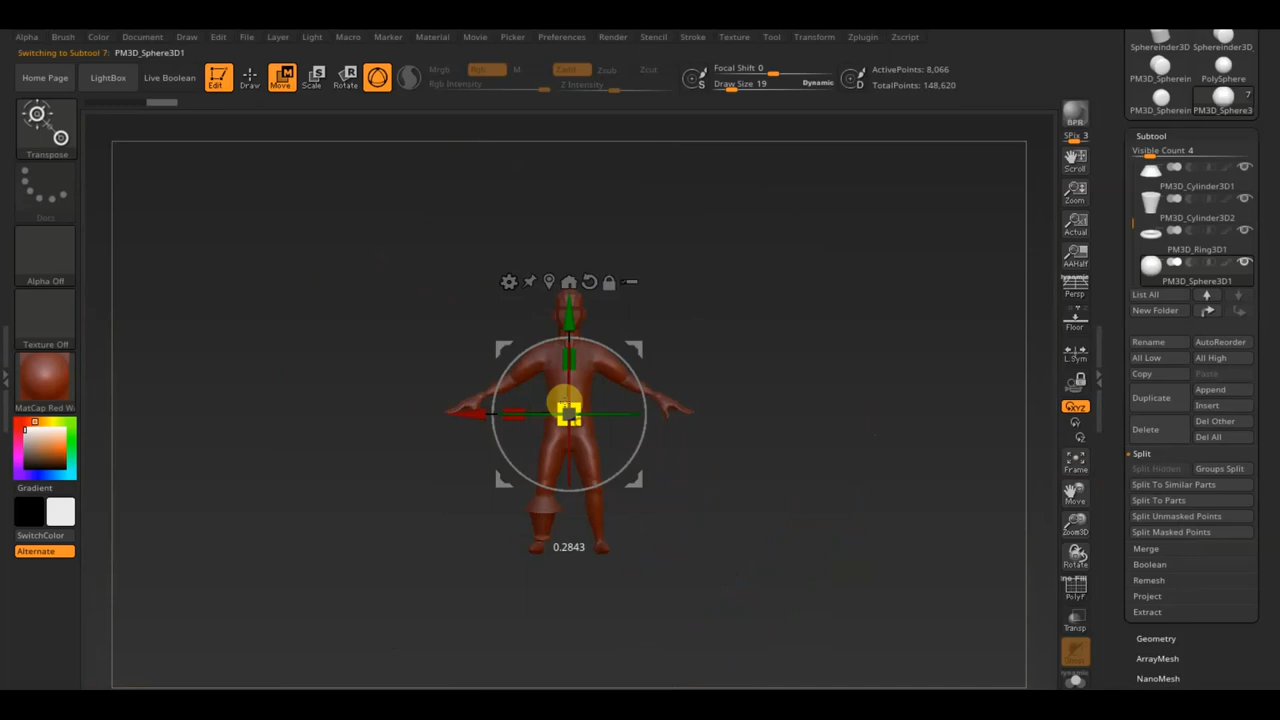 Alpha Brush Color Document Draw Edit File Layer Light Macro Marker Material Movie Picker Preferences Render Stencil Stroke Texture Tool Transform Zplugin Zscript
Switching to Subtool 7: PM3D_Sphere3D1
Home Page LightBox Live Boolean Edit Draw Move Scale Rotate
Mrgb Rgb M Zadd Zsub Zcut
Rgb Intensity Z Intensity
Focal Shift 0
Draw Size 19 Dynamic
ActivePoints: 8,066
TotalPoints: 148,620
Transpose
Dots
Alpha Off
Texture Off
MatCap Red Wa
Gradient
SwitchColor
Alternate
0.2843
BPR
SPix 3
Scroll
Zoom
Actual
AAHalf
Persp
Floor
L.Sym
XYZ
Frame
Move
Zoom3D
Rotate
PolyF
Transp
Sphereinder3D Sphereinder3D_
PM3D_Spherein PolySphere
7
PM3D_Spherein PM3D_Sphere3
Subtool
Visible Count 4
PM3D_Cylinder3D1
PM3D_Cylinder3D2
PM3D_Ring3D1
PM3D_Sphere3D1
List All
New Folder
Rename AutoReorder
All Low All High
Copy Paste
Duplicate Append
Insert
Delete Del Other
Del All
Split
Split Hidden Groups Split
Split To Similar Parts
Split To Parts
Split Unmasked Points
Split Masked Points
Merge
Boolean
Remesh
Project
Extract
Geometry
ArrayMesh
NanoMesh